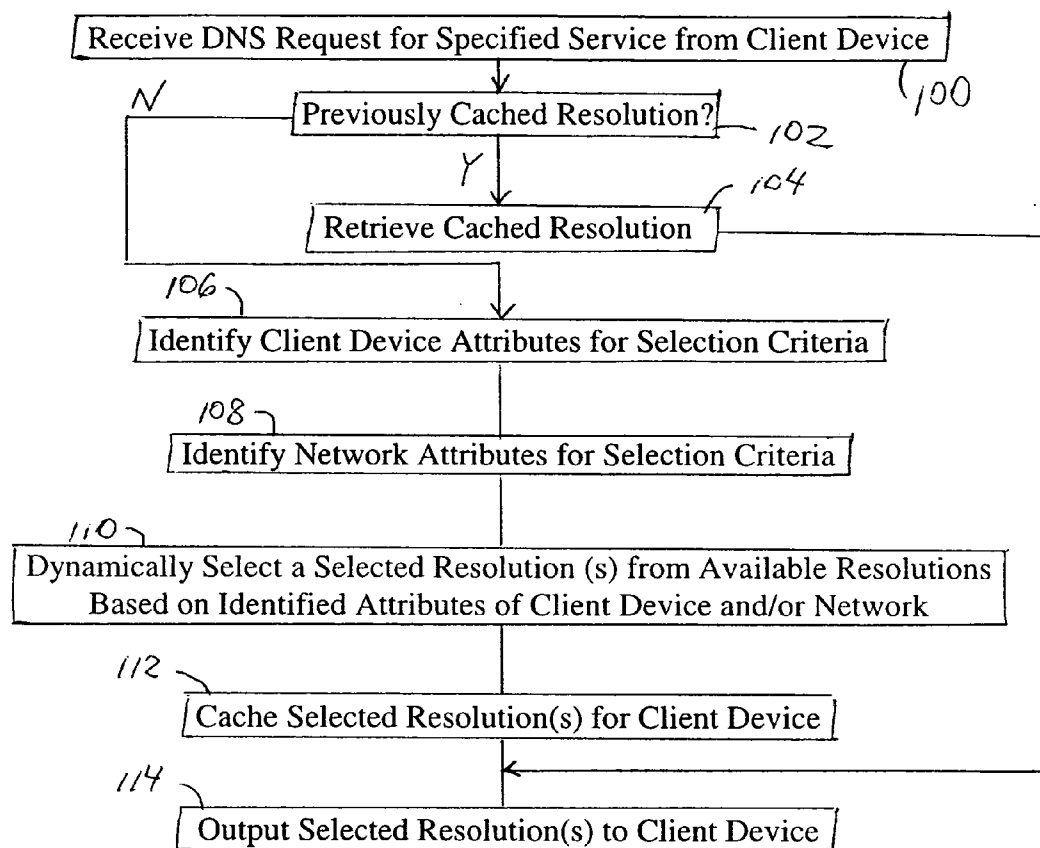 Receive DNS Request for Specified Service from Client Device
100
N
Previously Cached Resolution?
102
Y
104
Retrieve Cached Resolution
106
Identify Client Device Attributes for Selection Criteria
108
Identify Network Attributes for Selection Criteria
110
Dynamically Select a Selected Resolution (s) from Available Resolutions
Based on Identified Attributes of Client Device and/or Network
112
Cache Selected Resolution(s) for Client Device
114
Output Selected Resolution(s) to Client Device